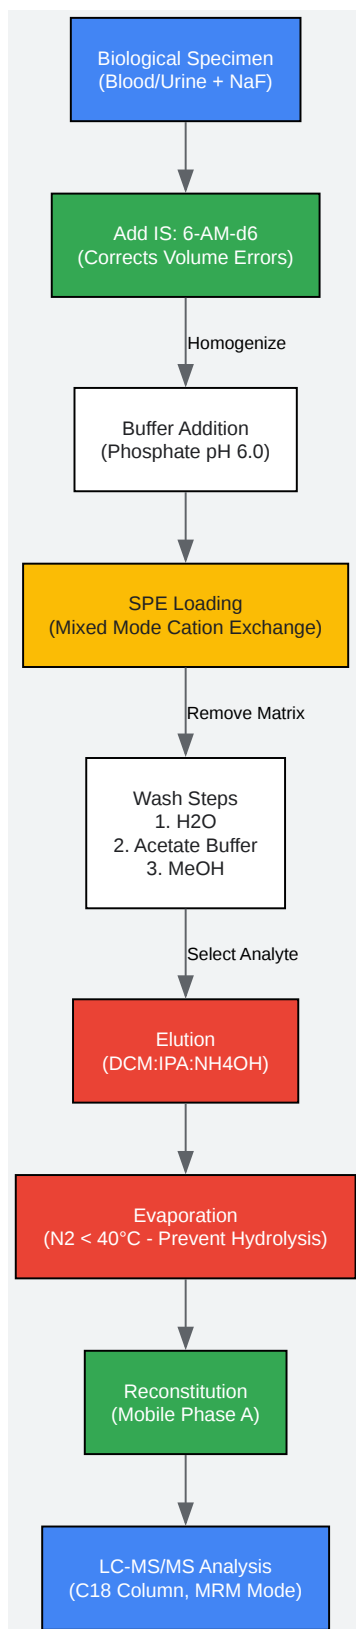 Biological Specimen
(Blood/Urine + NaF)
Add IS: 6-AM-d6
(Corrects Volume Errors)
Homogenize
Buffer Addition
(Phosphate pH 6.0)
SPE Loading
(Mixed Mode Cation Exchange)
Remove Matrix
Wash Steps
1. H2O
2. Acetate Buffer
3. MeOH
Select Analyte
Elution
(DCM:IPA:NH4OH)
Evaporation
(N2 < 40°C - Prevent Hydrolysis)
Reconstitution
(Mobile Phase A)
LC-MS/MS Analysis
(C18 Column, MRM Mode)